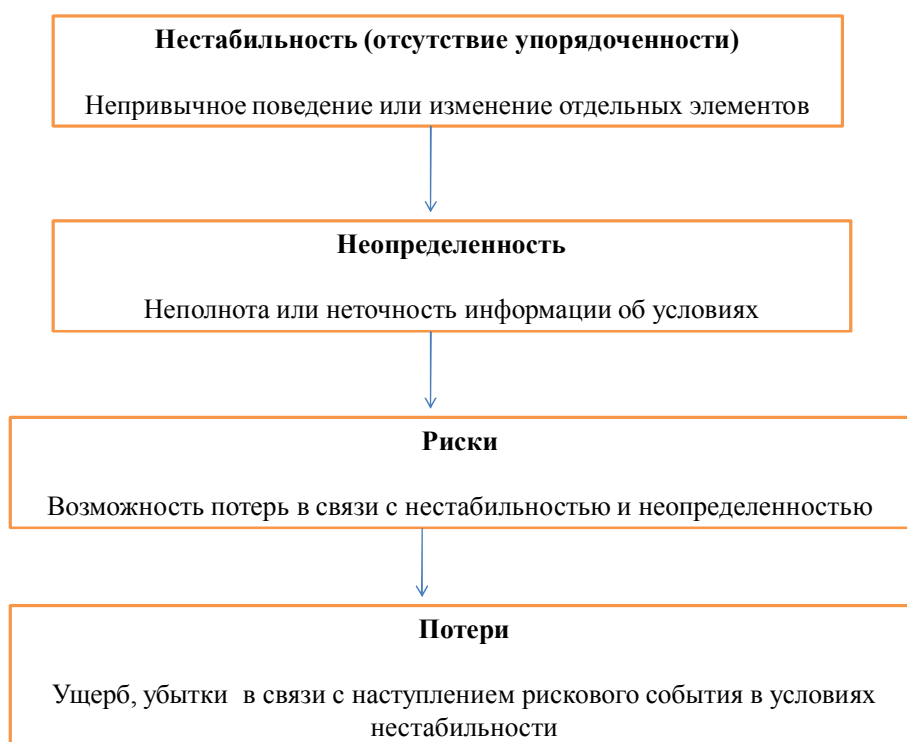 Нестабильность (отсутствие упорядоченности)
Непривычное поведение или изменение отдельных элементов
Неопределенность
Неполнота или неточность информации об условиях
Риски
Возможность потерь в связи с нестабильностью и неопределенностью
Потери
Ущерб, убытки в связи с наступлением рискового события в условиях
нестабильности